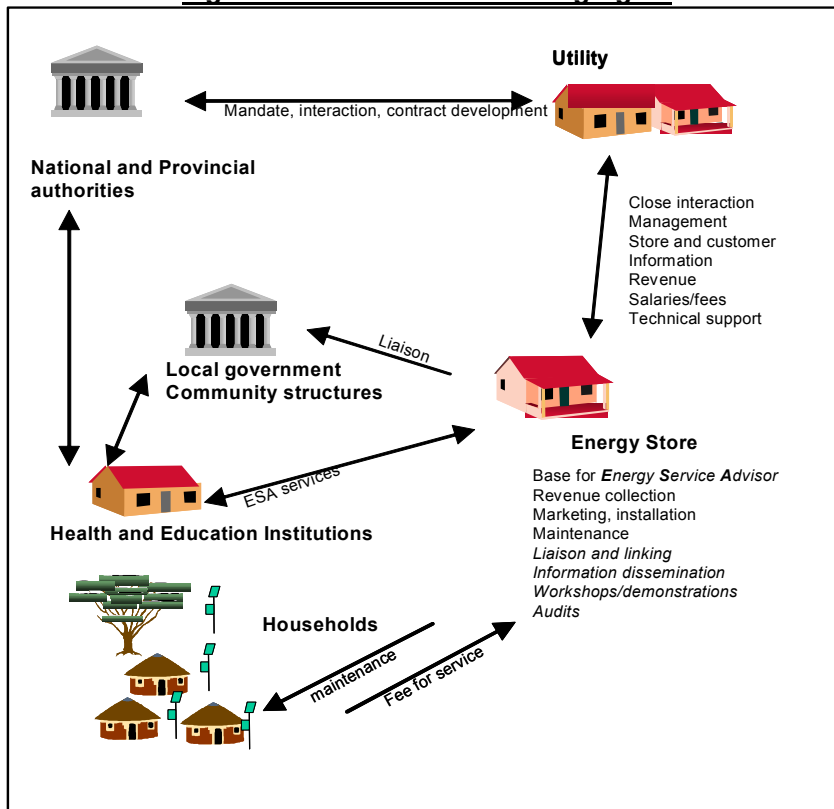 Utility
Mandate, interaction, contract development
National and Provincial
authorities
Close interaction
Management
Store and customer
Information
Revenue
Salaries/fees
Technical support
Liaison
Local government
Community structures
Energy Store
ESA services
Base for Energy Service Advisor
Revenue collection
Marketing, installation
Maintenance
Liaison and linking
Information dissemination
Workshops/demonstrations
Audits
Health and Education Institutions
Households
maintenance
Fee for service